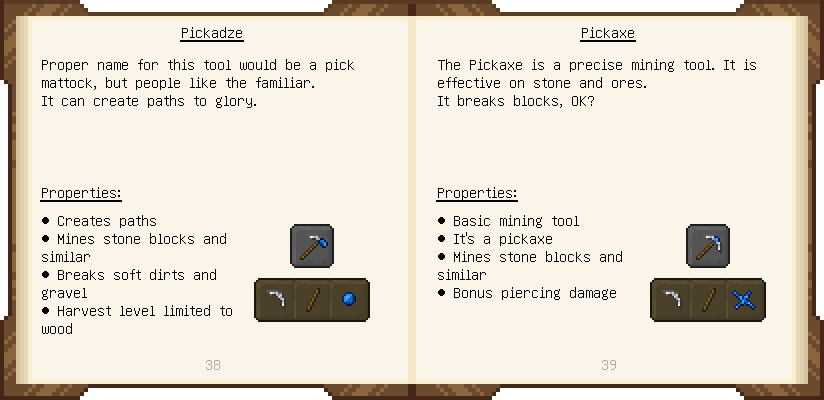 Pickadze
Proper name for this tool would be a pick
mattock, but people like the familiar.
It can create paths to glory.
Properties:
• Creates paths
• Mines stone blocks and
similar
• Breaks soft dirts and
gravel
• Harvest level limited to
wood
38
Pickaxe
The Pickaxe is a precise mining tool. It is
effective on stone and ores.
It breaks blocks, OK?
Properties:
• Basic mining tool
• It's a pickaxe
• Mines stone blocks and
similar
• Bonus piercing damage
39